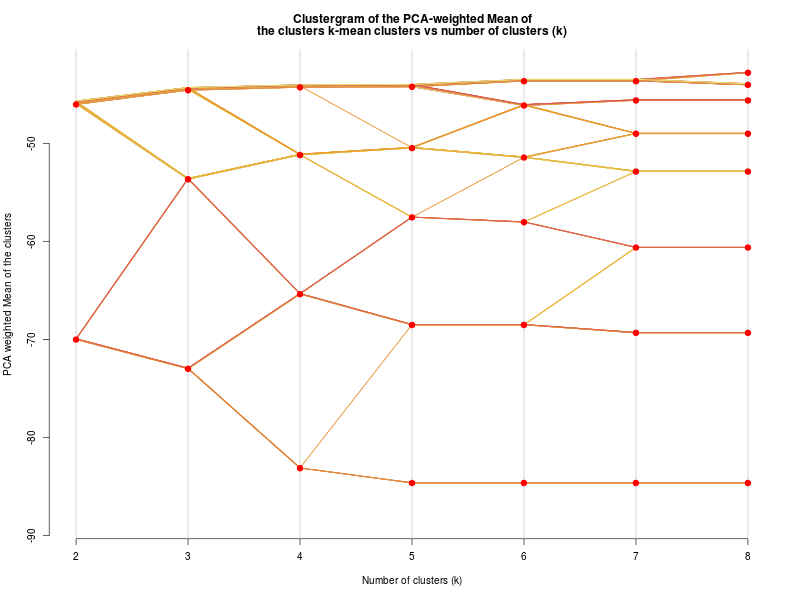 Clustergram of the PCA-weighted Mean of
the clusters k-mean clusters vs number of clusters (k)
PCA weighted Mean of the clusters
-50
-60
-70
-80
-90
2 3 4 5 6 7 8
Number of clusters (k)